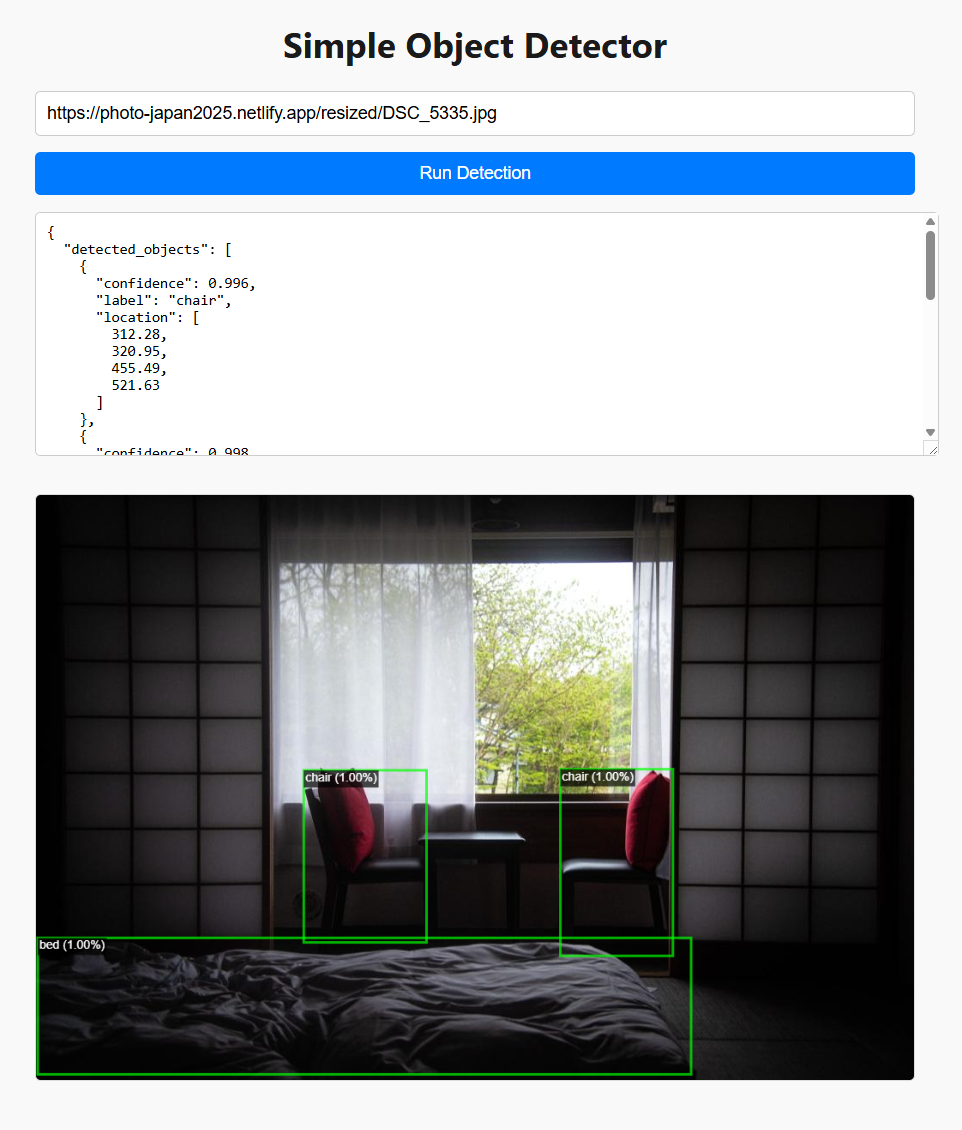 Simple Object Detector
https://photo-japan2025.netlify.app/resized/DSC_5335.jpg
Run Detection
{
  "detected_objects": [
    {
      "confidence": 0.996,
      "label": "chair",
      "location": [
        312.28,
        320.95,
        455.49,
        521.63
      ]
    },
    {
      "confidence": 0.998
chair (1.00%)
chair (1.00%)
bed (1.00%)